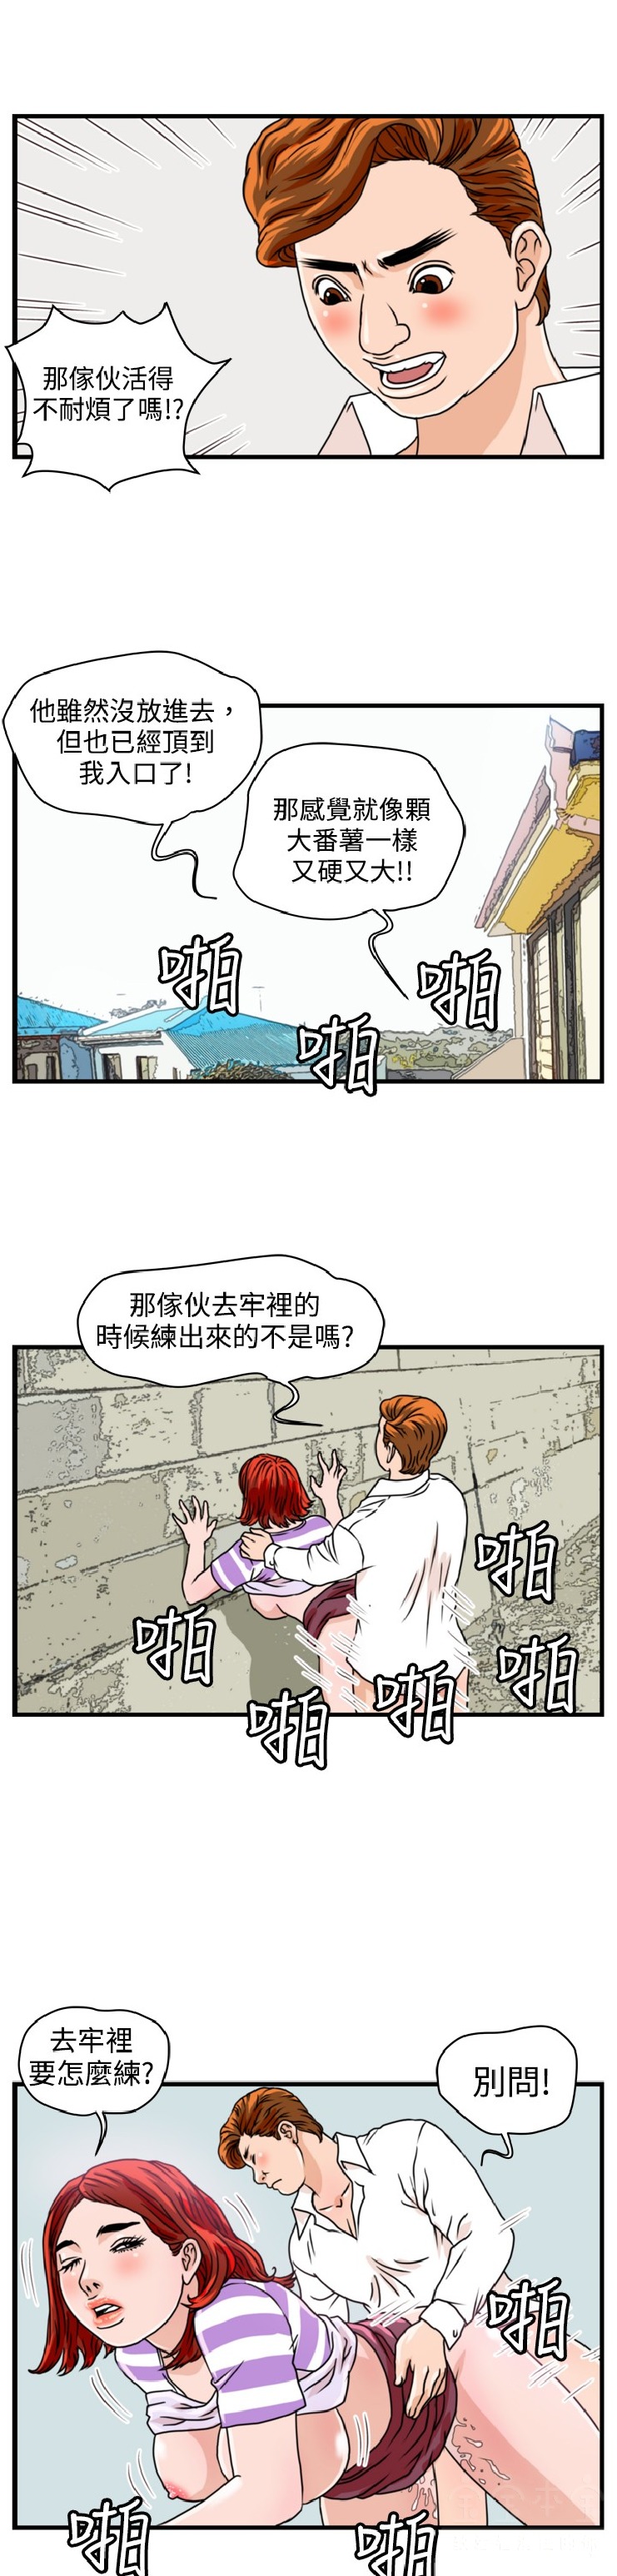 那傢伙活得
不耐煩了嗎!?
他雖然沒放進去，
但也已經頂到
我入口了!
那感覺就像顆
大番薯一樣
又硬又大!!
啪
啪
啪
那傢伙去牢裡的
時候練出來的不是嗎?
啪
啪
啪
啪
啪
去牢裡
要怎麼練?
別問!
啪
啪
啪